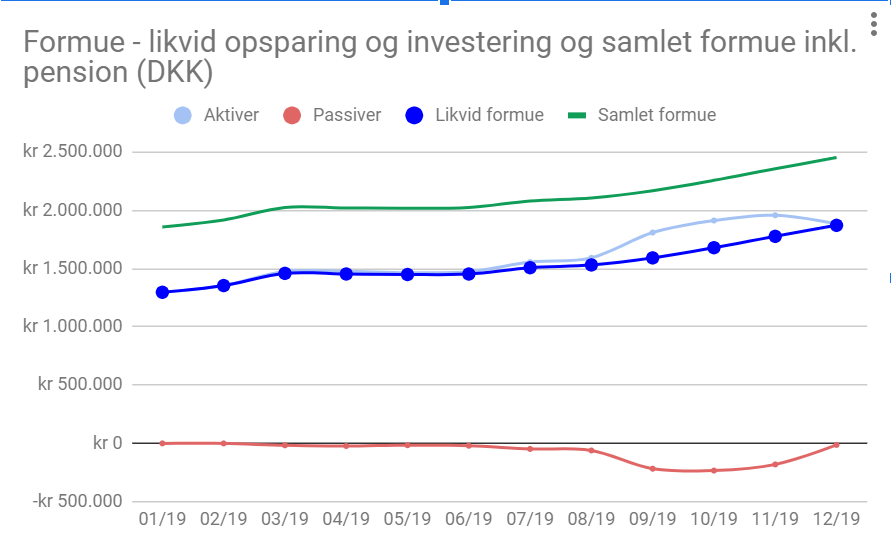 Formue - likvid opsparing og investering og samlet formue inkl.
pension (DKK)
Aktiver Passiver Likvid formue Samlet formue
kr 2.500.000
kr 2.000.000
kr 1.500.000
kr 1.000.000
kr 500.000
kr 0
-kr 500.000
01/19 02/19 03/19 04/19 05/19 06/19 07/19 08/19 09/19 10/19 11/19 12/19